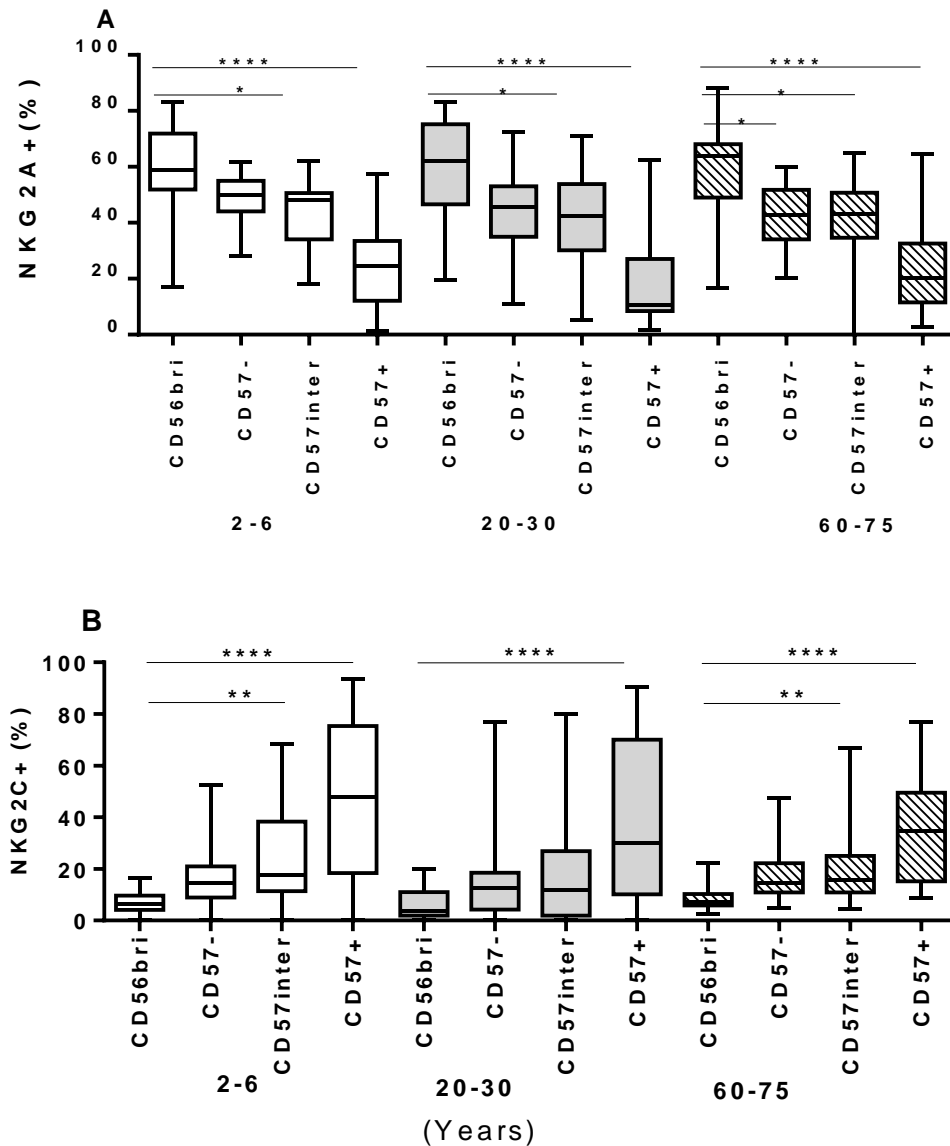 A
NKG2A+(%)
100
80
60
40
20
0
**** **** ****
* * *
*
CD56bri CD57- CD57inter CD57+ CD56bri CD57- CD57inter CD57+ CD56bri CD57- CD57inter CD57+
2-6 20-30 60-75
B
NKG2C+ (%)
100
80
60
40
20
0
**** **** ****
** **
CD56bri CD57- CD57inter CD57+ CD56bri CD57- CD57inter CD57+ CD56bri CD57- CD57inter CD57+
2-6 20-30 60-75
(Years)